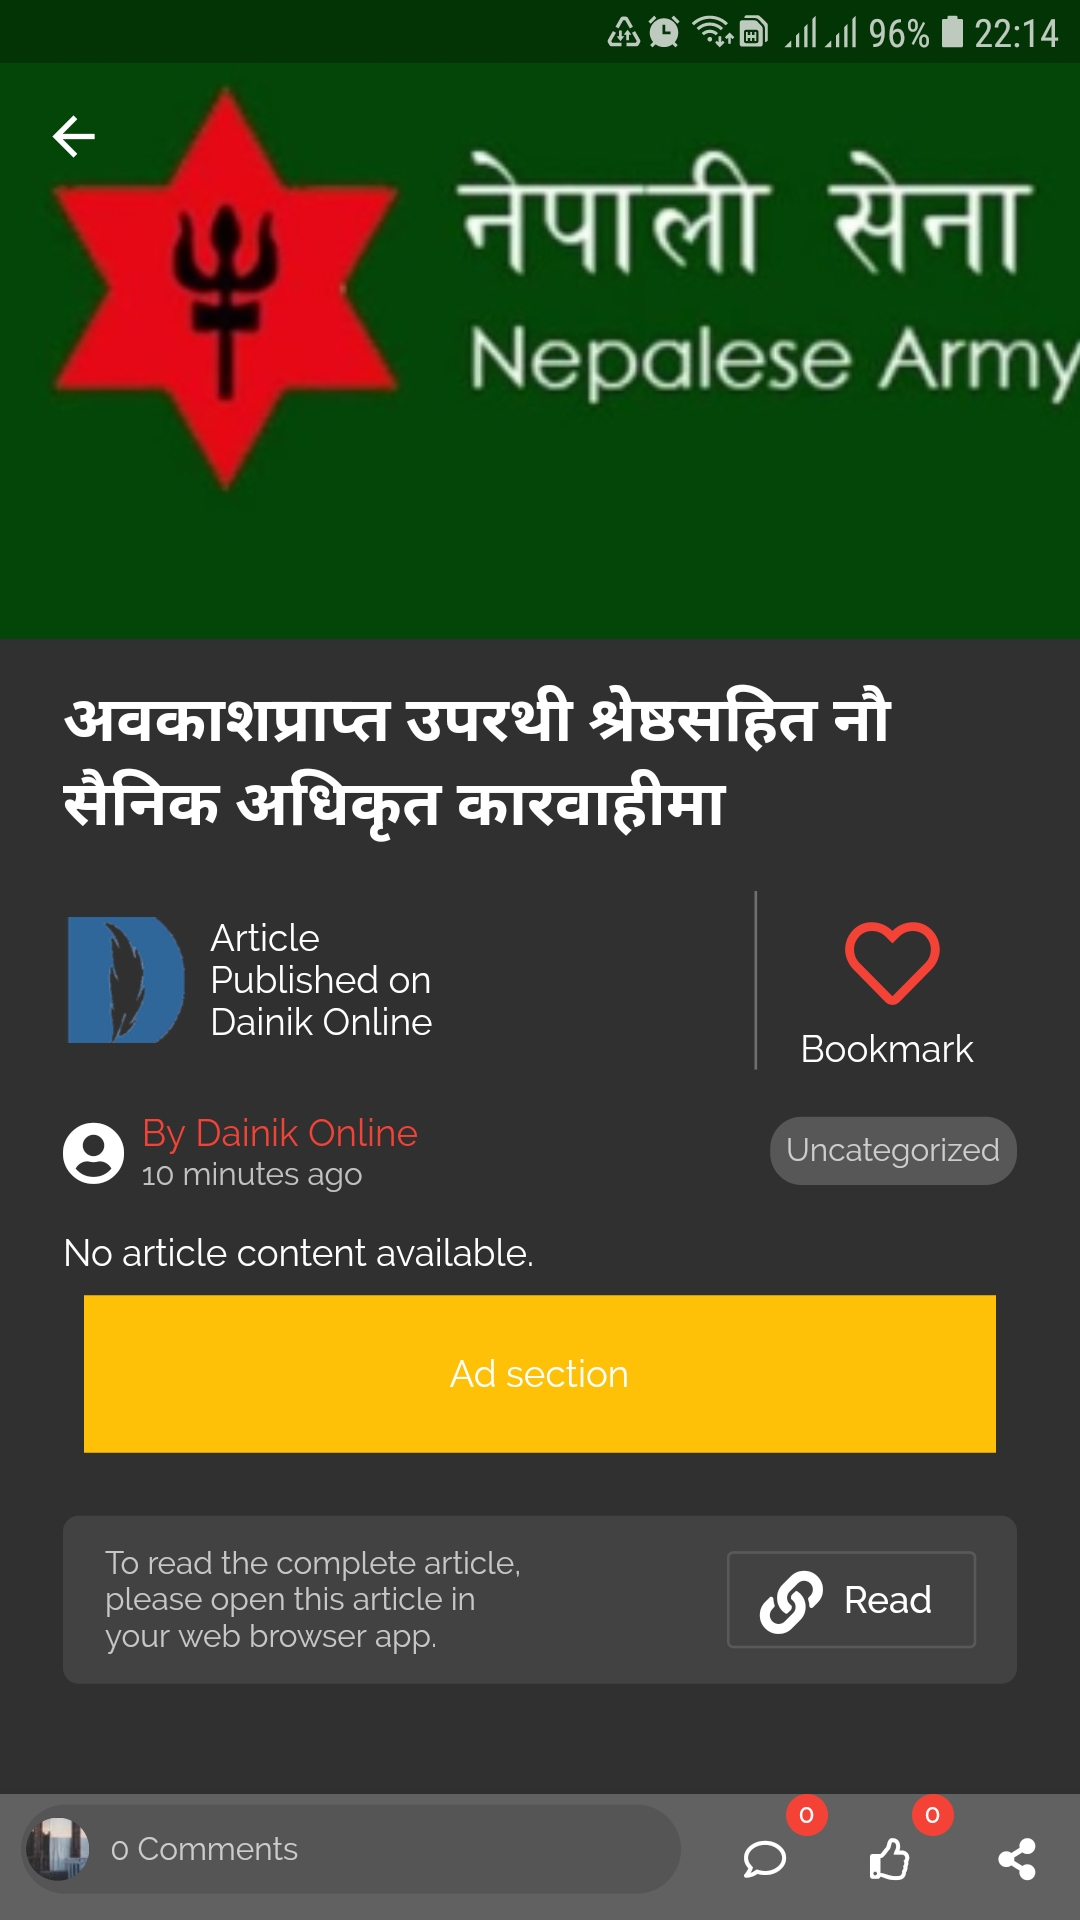 96% 22:14
नेपाली सेना
Nepalese Army
अवकाशप्राप्त उपरथी श्रेष्ठसहित नौ
सैनिक अधिकृत कारवाहीमा
Article
Published on
Dainik Online
Bookmark
By Dainik Online
10 minutes ago
Uncategorized
No article content available.
Ad section
To read the complete article,
please open this article in
your web browser app.
Read
0 Comments
0
0